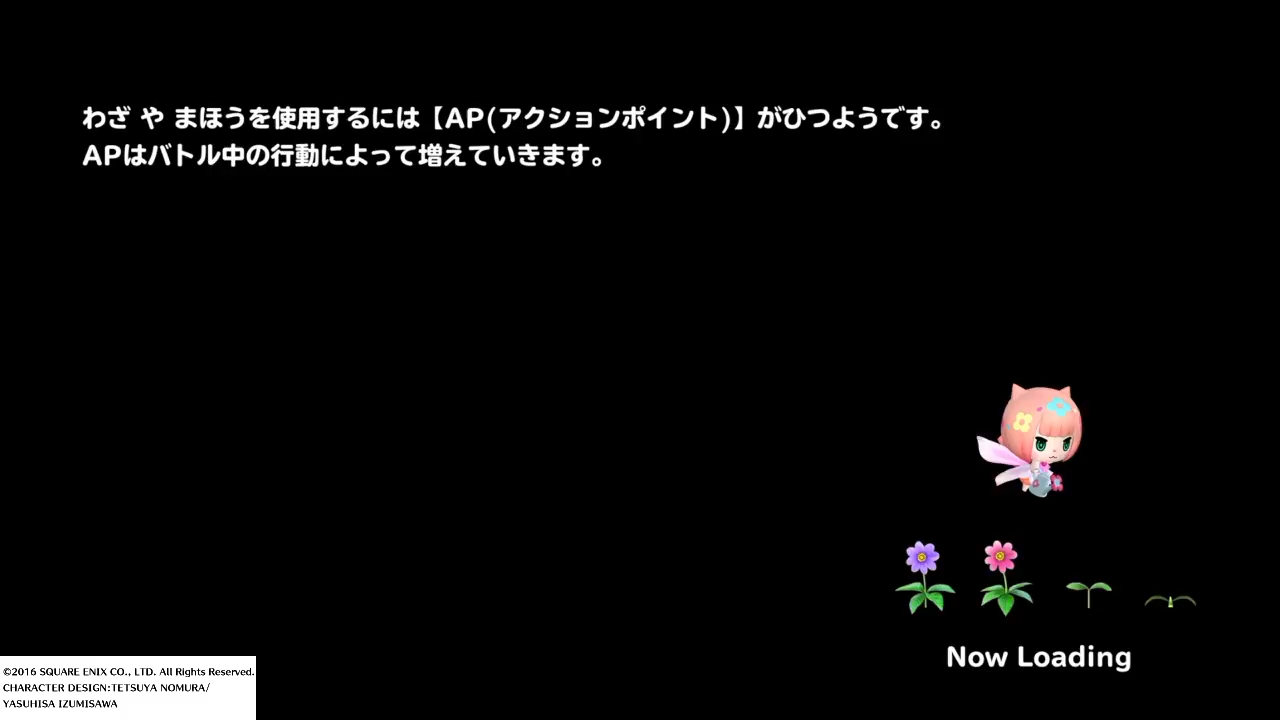 わざ や まほうを使用するには【AP(アクションポイント)】がひつようです。
APはバトル中の行動によって増えていきます。
Now Loading
©2016 SQUARE ENIX CO., LTD. All Rights Reserved.
CHARACTER DESIGN:TETSUYA NOMURA/
YASUHISA IZUMISAWA